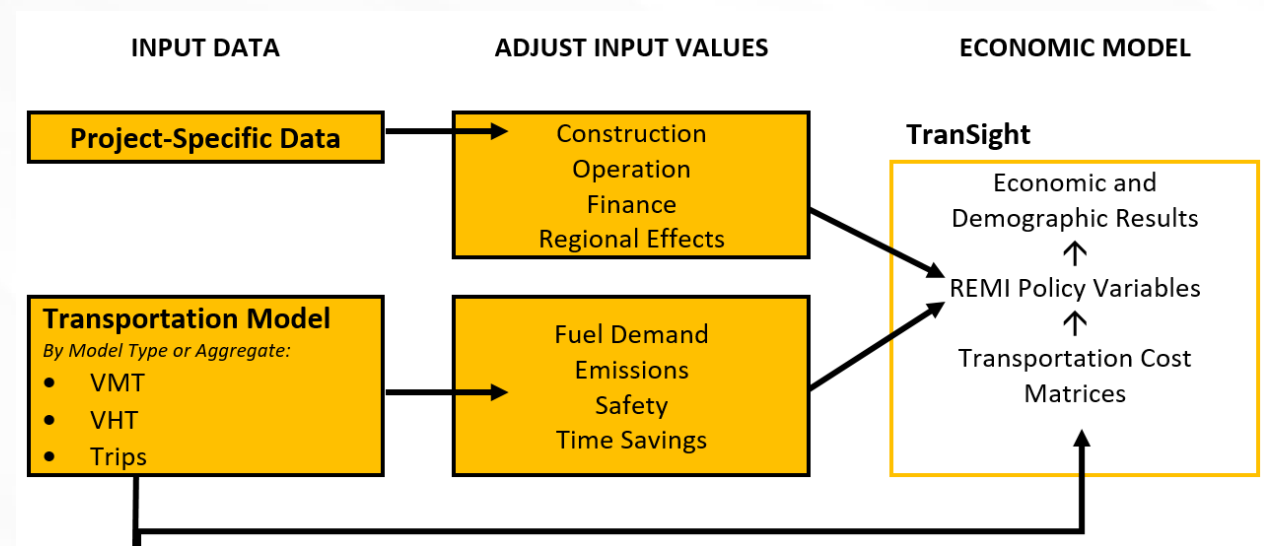 INPUT DATA
ADJUST INPUT VALUES
ECONOMIC MODEL
Project-Specific Data
Construction
Operation
Finance
Regional Effects
TranSight
Economic and
Demographic Results
↑
REMI Policy Variables
↑
Transportation Cost
Matrices
Transportation Model
By Model Type or Aggregate:
• VMT
• VHT
• Trips
Fuel Demand
Emissions
Safety
Time Savings